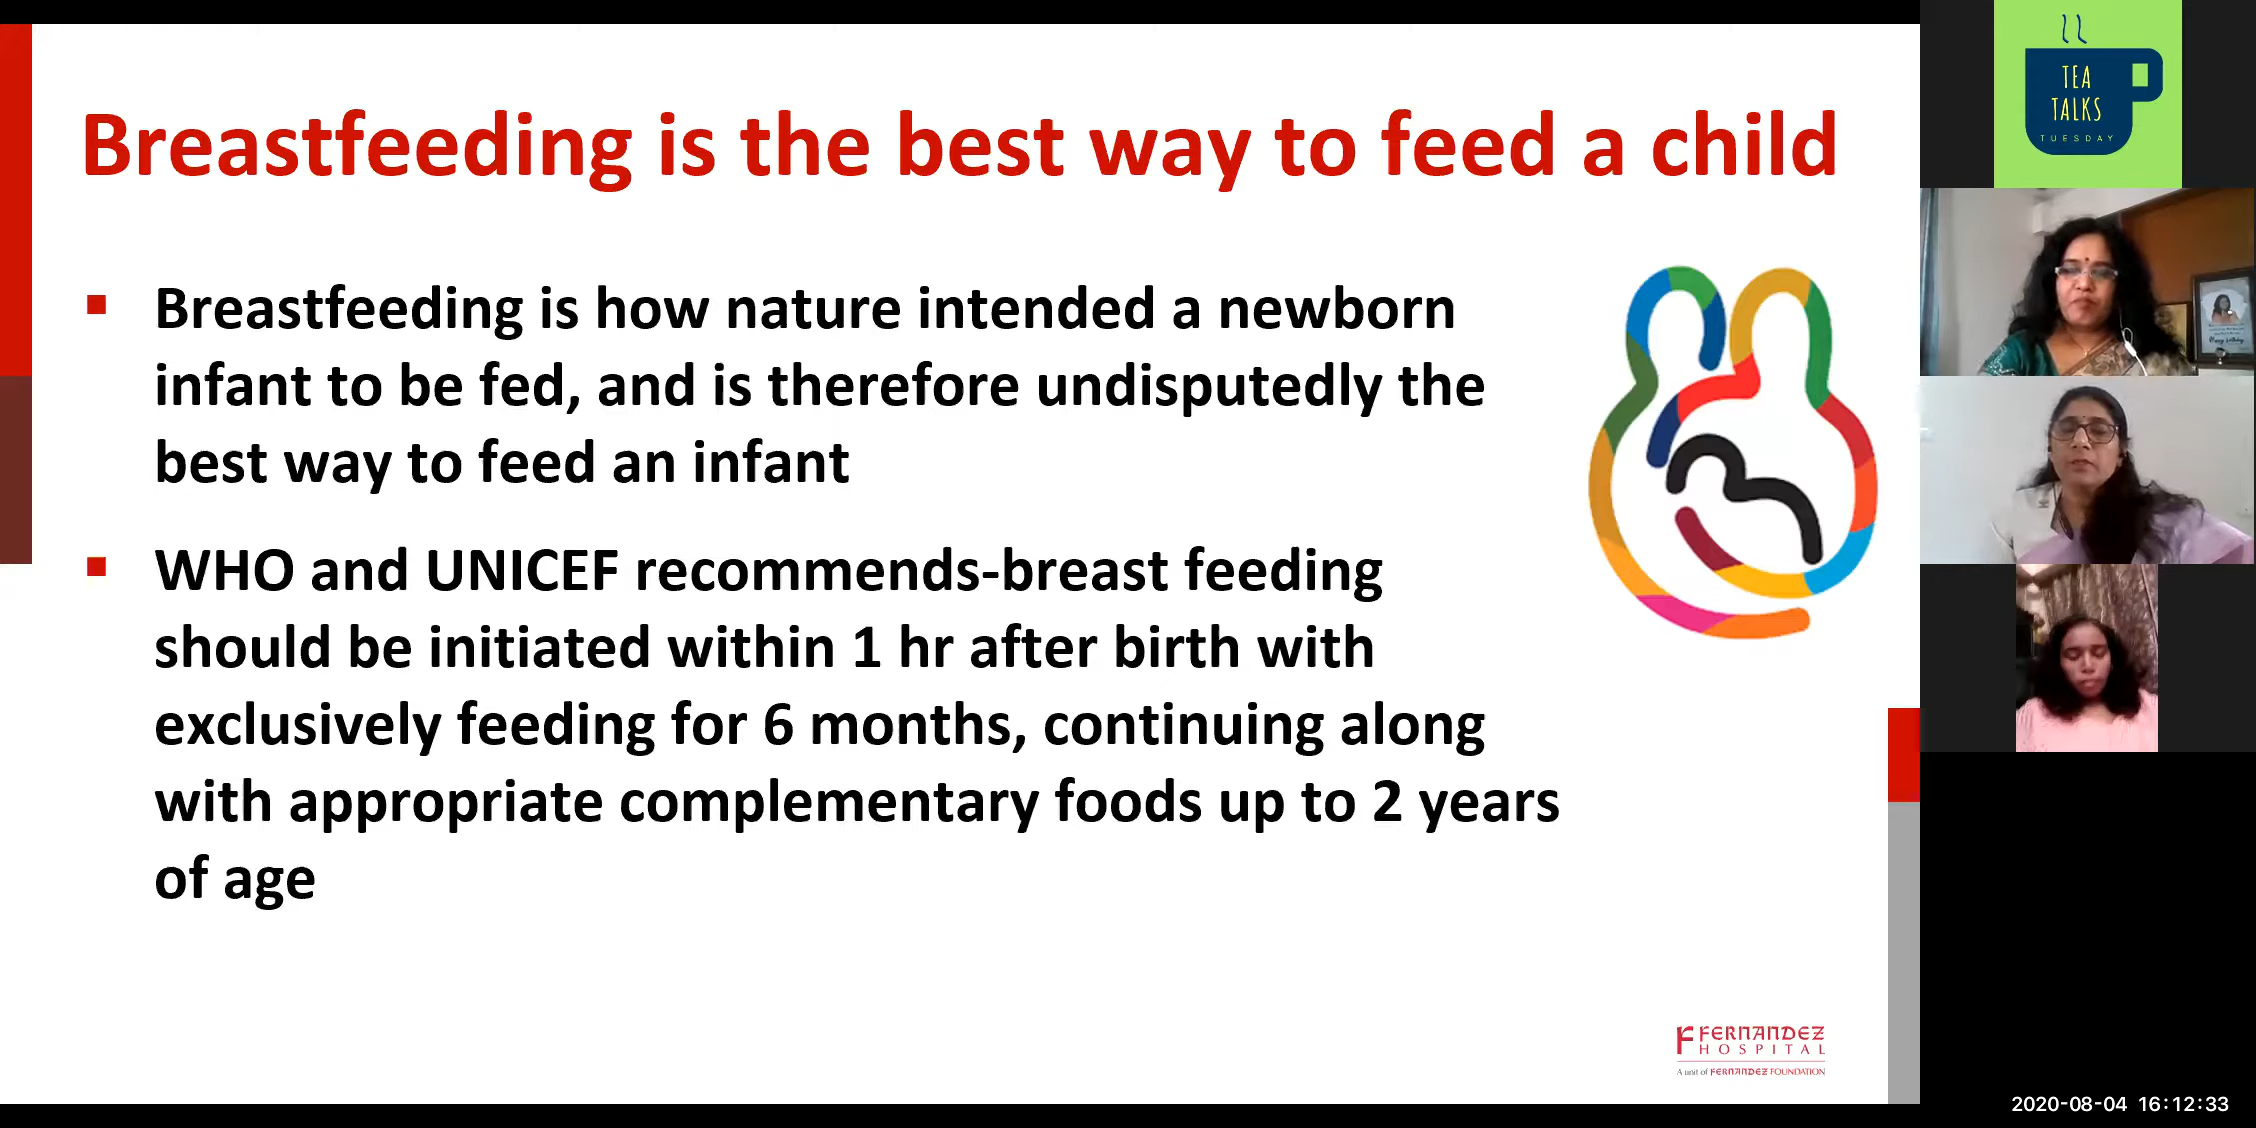 Breastfeeding is the best way to feed a child
Breastfeeding is how nature intended a newborn
infant to be fed, and is therefore undisputedly the
best way to feed an infant
WHO and UNICEF recommends-breast feeding
should be initiated within 1 hr after birth with
exclusively feeding for 6 months, continuing along
with appropriate complementary foods up to 2 years
of age
FERNANDEZ
HOSPITAL
A unit of FERNANDEZ FOUNDATION
TEA
TALKS
TUESDAY
2020-08-04 16:12:33